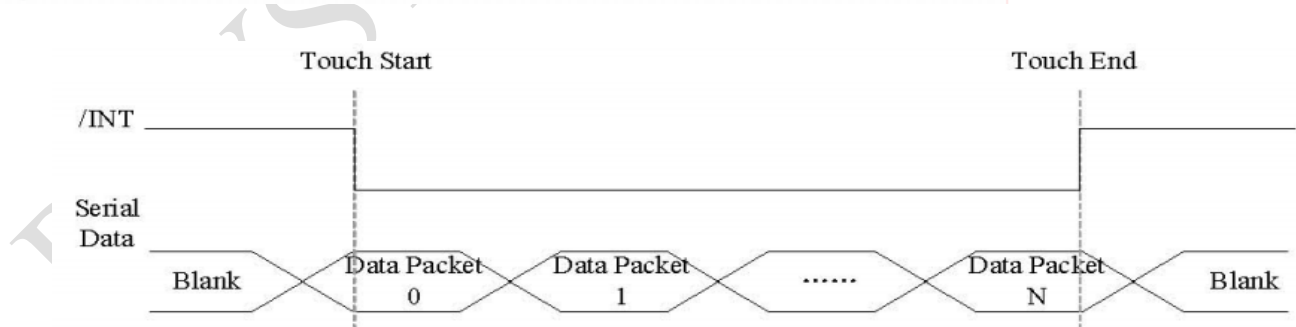 Touch Start
Touch End
/INT
Serial
Data
Blank
Data Packet
0
Data Packet
1
......
Data Packet
N
Blank